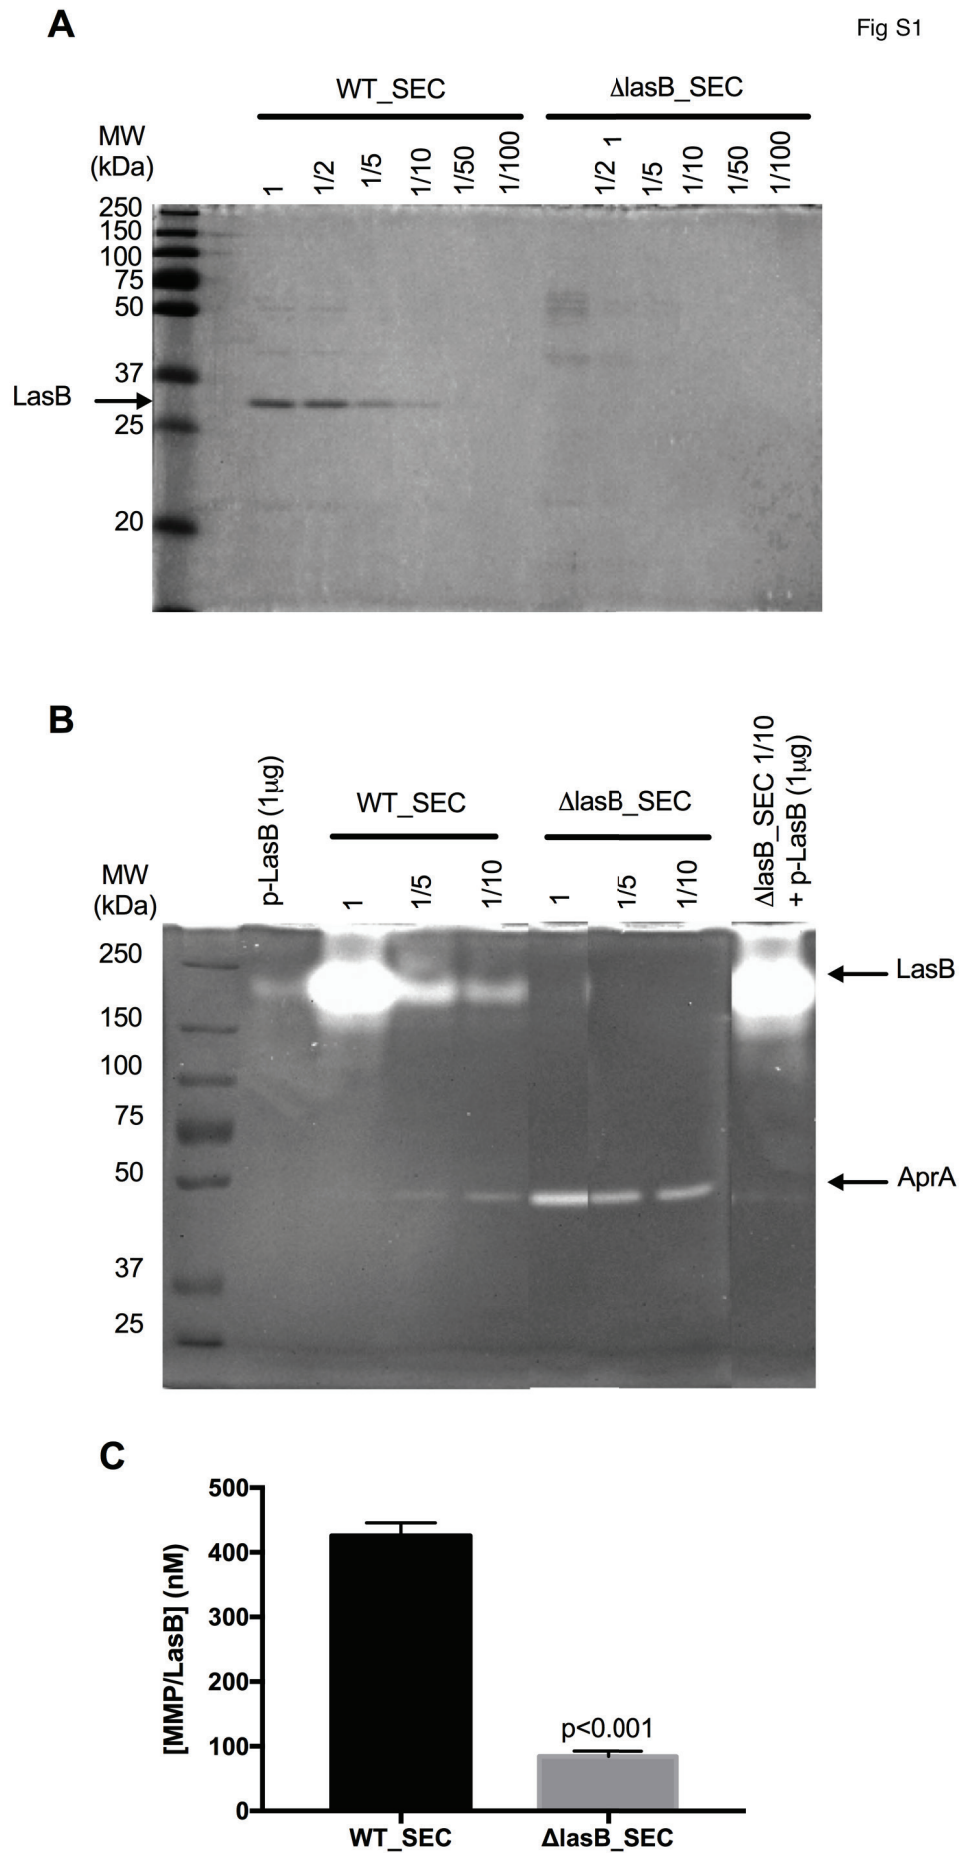 A
Fig S1
WT_SEC
ΔlasB_SEC
MW
(kDa)
1
1/2
1/5
1/10
1/50
1/100
1/2 1
1/5
1/10
1/50
1/100
250
150
100
75
50
37
LasB
25
20
B
p-LasB (1µg)
WT_SEC
ΔlasB_SEC
ΔlasB_SEC 1/10
+ p-LasB (1µg)
MW
(kDa)
1
1/5
1/10
1
1/5
1/10
250
LasB
150
100
75
50
AprA
37
25
C
[MMP/LasB] (nM)
500
400
300
200
100
0
p<0.001
WT_SEC
ΔlasB_SEC